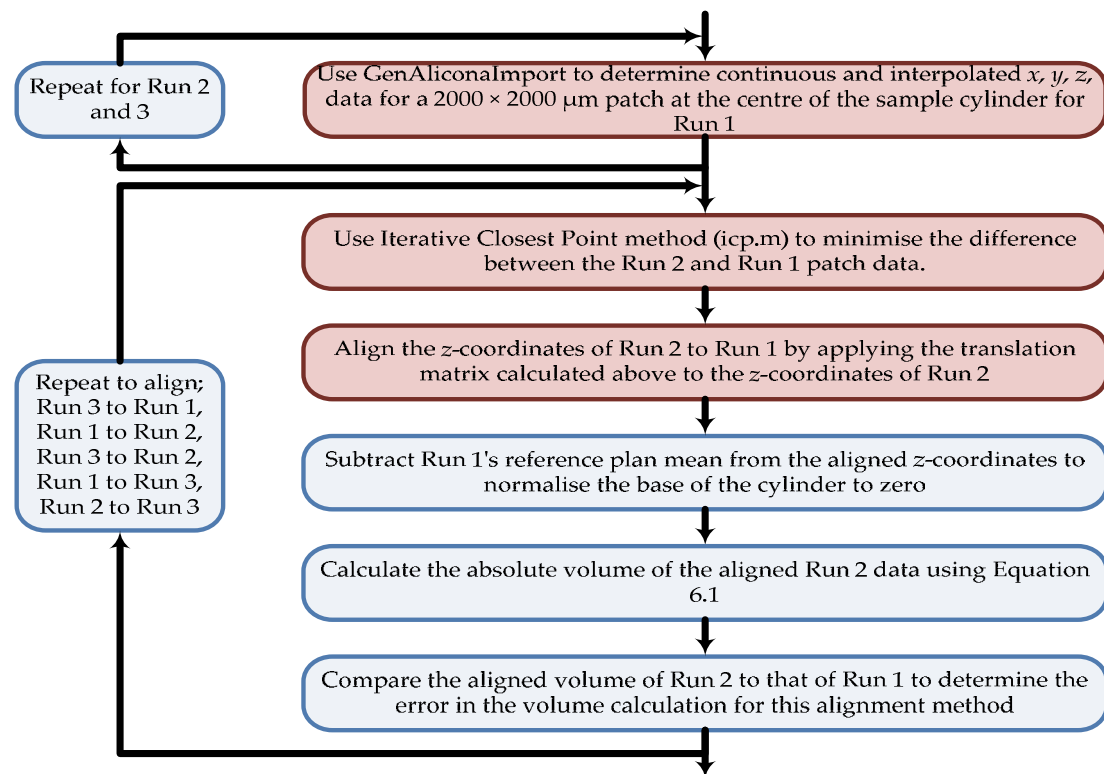 Repeat for Run 2
and 3
Use GenAliconaImport to determine continuous and interpolated x, y, z,
data for a 2000 × 2000 µm patch at the centre of the sample cylinder for
Run 1
Use Iterative Closest Point method (icp.m) to minimise the difference
between the Run 2 and Run 1 patch data.
Align the z-coordinates of Run 2 to Run 1 by applying the translation
matrix calculated above to the z-coordinates of Run 2
Repeat to align;
Run 3 to Run 1,
Run 1 to Run 2,
Run 3 to Run 2,
Run 1 to Run 3,
Run 2 to Run 3
Subtract Run 1's reference plan mean from the aligned z-coordinates to
normalise the base of the cylinder to zero
Calculate the absolute volume of the aligned Run 2 data using Equation
6.1
Compare the aligned volume of Run 2 to that of Run 1 to determine the
error in the volume calculation for this alignment method